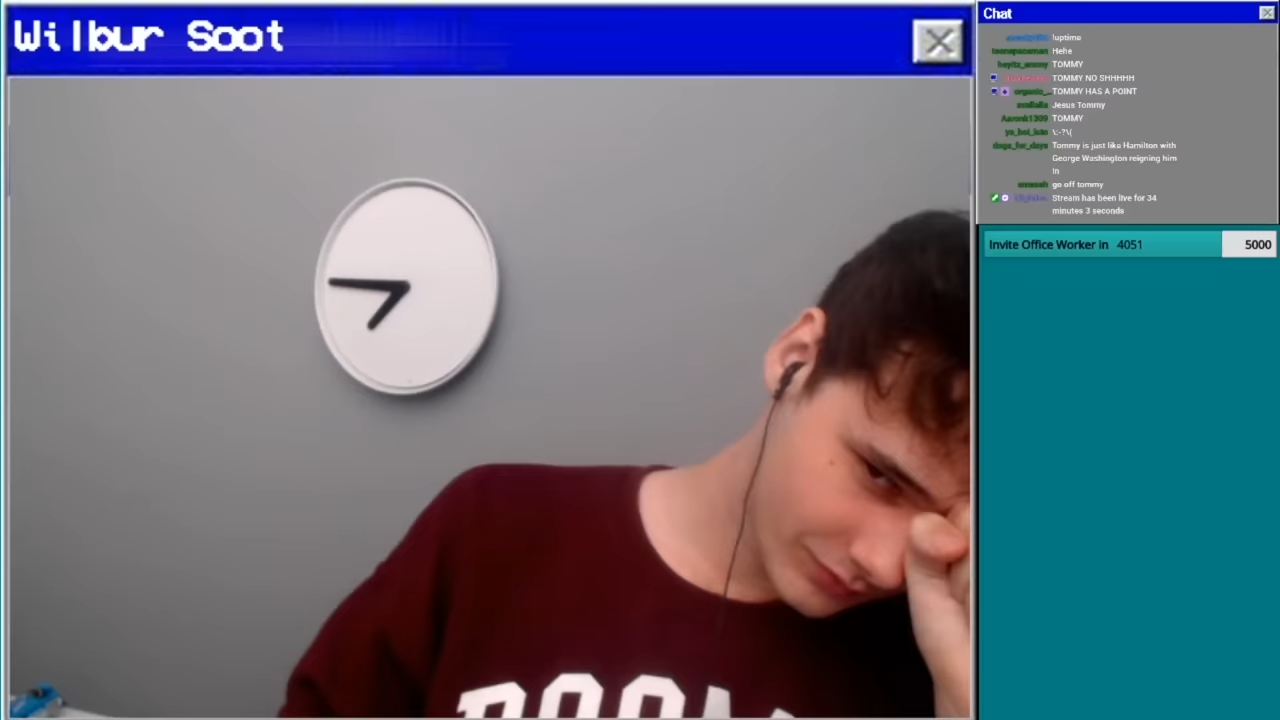 Wilbur Soot
Chat
!uptime
Hehe
TOMMY
TOMMY NO SHHHHH
TOMMY HAS A POINT
Jesus Tommy
Aaronk1309 TOMMY
ya_boi_luto \:-?\(
dogs_for_days Tommy is just like Hamilton with
George Washington reigning him
in
go off tommy
Stream has been live for 34
minutes 3 seconds
Invite Office Worker in 4051 5000